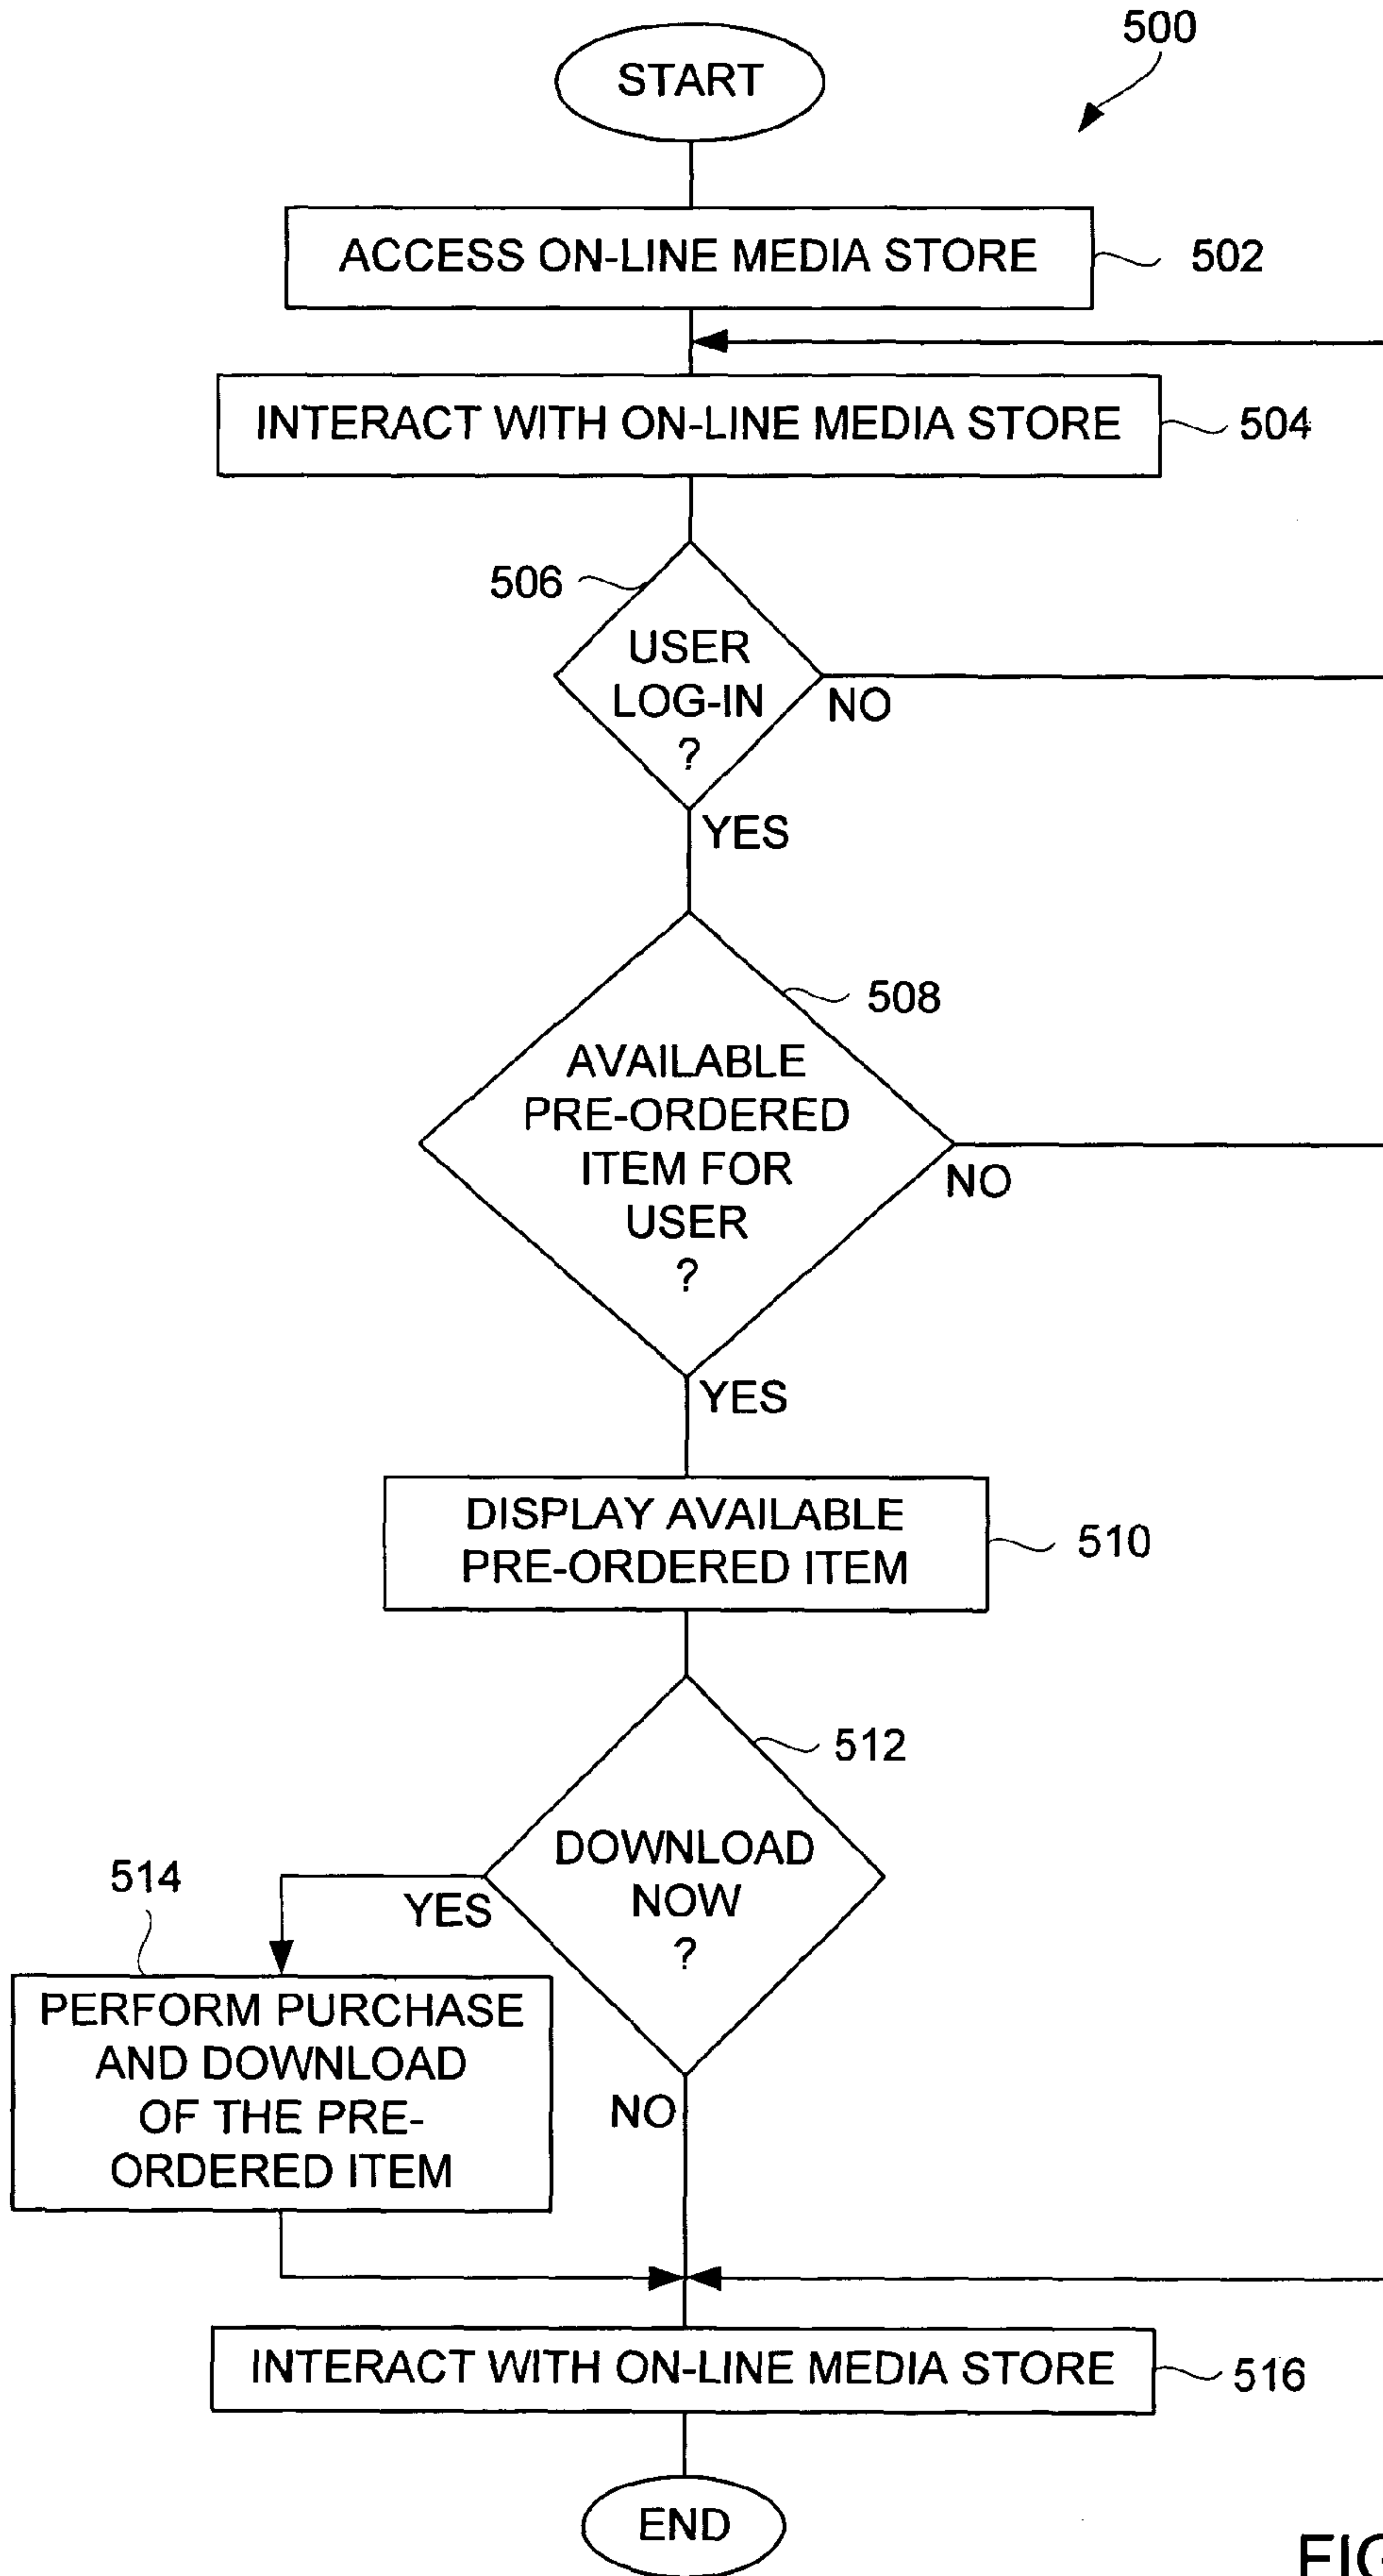 500
START
ACCESS ON-LINE MEDIA STORE
502
INTERACT WITH ON-LINE MEDIA STORE
504
506
USER
LOG-IN
?
NO
YES
508
AVAILABLE
PRE-ORDERED
ITEM FOR
USER
?
NO
YES
DISPLAY AVAILABLE
PRE-ORDERED ITEM
510
512
DOWNLOAD
NOW
?
YES
NO
514
PERFORM PURCHASE
AND DOWNLOAD
OF THE PRE-
ORDERED ITEM
INTERACT WITH ON-LINE MEDIA STORE
516
END